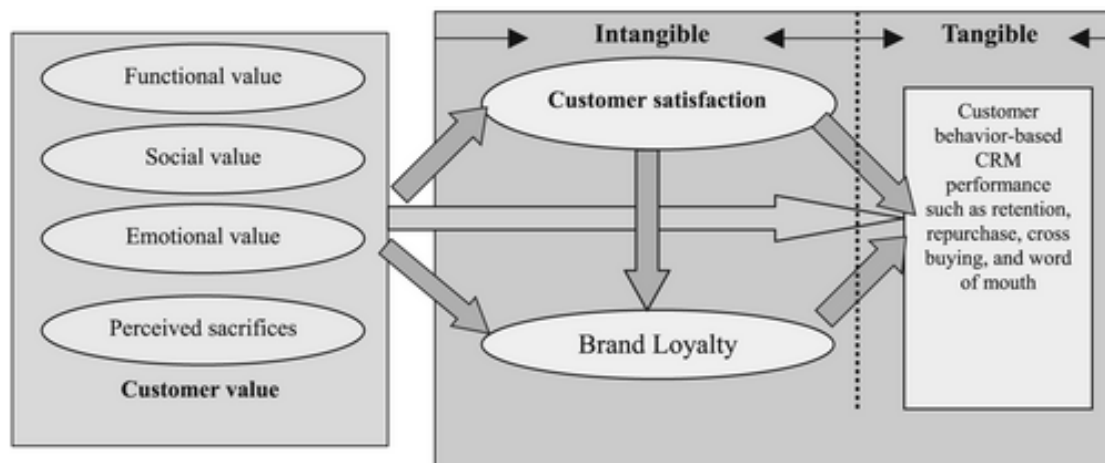 Functional value
Social value
Emotional value
Perceived sacrifices
Customer value
Intangible
Tangible
Customer satisfaction
Brand Loyalty
Customer
behavior-based
CRM
performance
such as retention,
repurchase, cross
buying, and word
of mouth